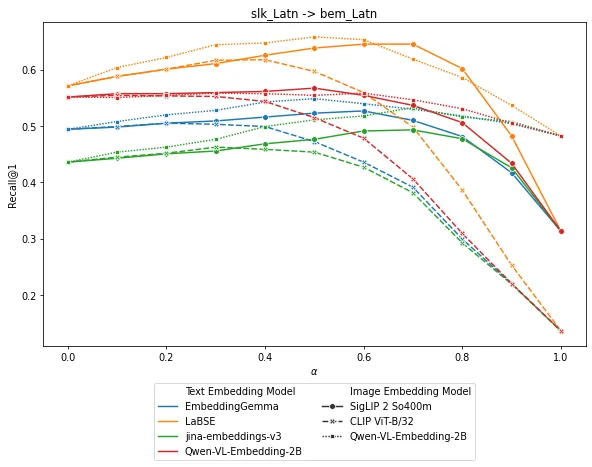 slk_Latn -> bem_Latn
Recall@1
0.6
0.5
0.4
0.3
0.2
0.0 0.2 0.4 0.6 0.8 1.0
α
Text Embedding Model
EmbeddingGemma
LaBSE
jina-embeddings-v3
Qwen-VL-Embedding-2B
Image Embedding Model
SigLIP 2 So400m
CLIP ViT-B/32
Qwen-VL-Embedding-2B